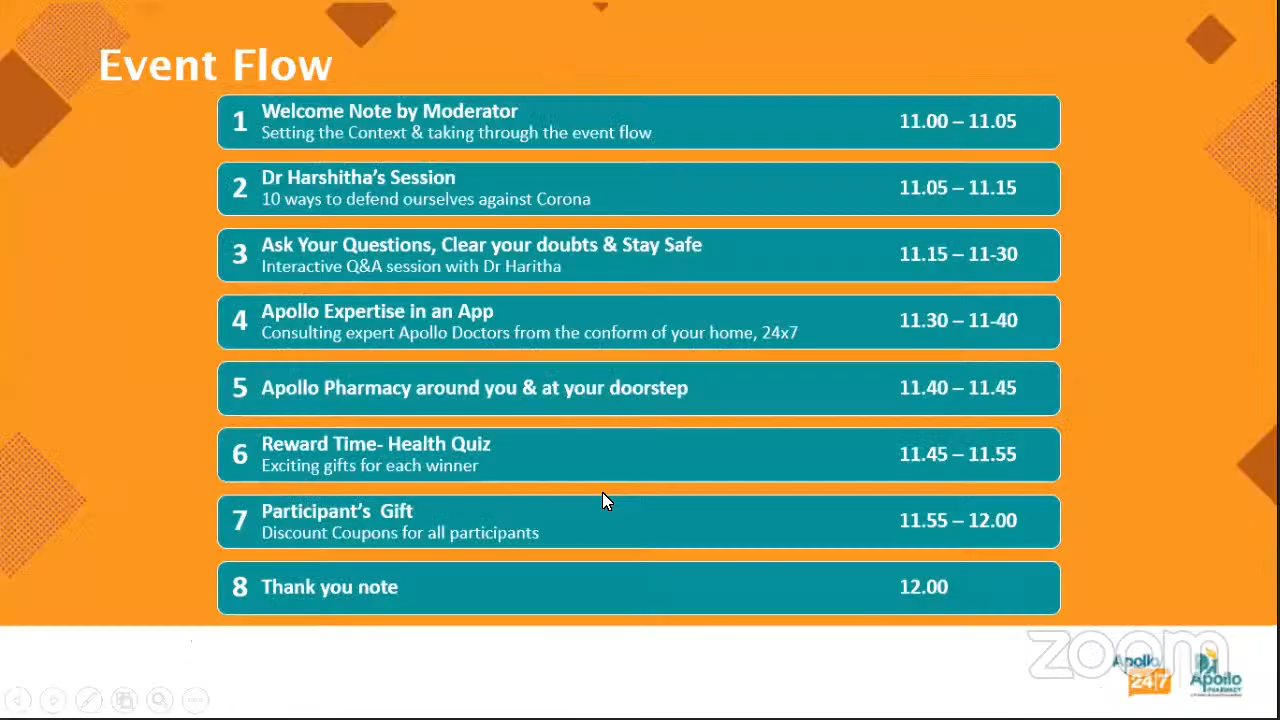 Event Flow
1
Welcome Note by Moderator
Setting the Context & taking through the event flow
11.00 – 11.05
2
Dr Harshitha's Session
10 ways to defend ourselves against Corona
11.05 – 11.15
3
Ask Your Questions, Clear your doubts & Stay Safe
Interactive Q&A session with Dr Haritha
11.15 – 11-30
4
Apollo Expertise in an App
Consulting expert Apollo Doctors from the conform of your home, 24x7
11.30 – 11-40
5
Apollo Pharmacy around you & at your doorstep
11.40 – 11.45
6
Reward Time- Health Quiz
Exciting gifts for each winner
11.45 – 11.55
7
Participant's  Gift
Discount Coupons for all participants
11.55 – 12.00
8
Thank you note
12.00
zoom
Apollo
24|7
Apollo
PHARMACY